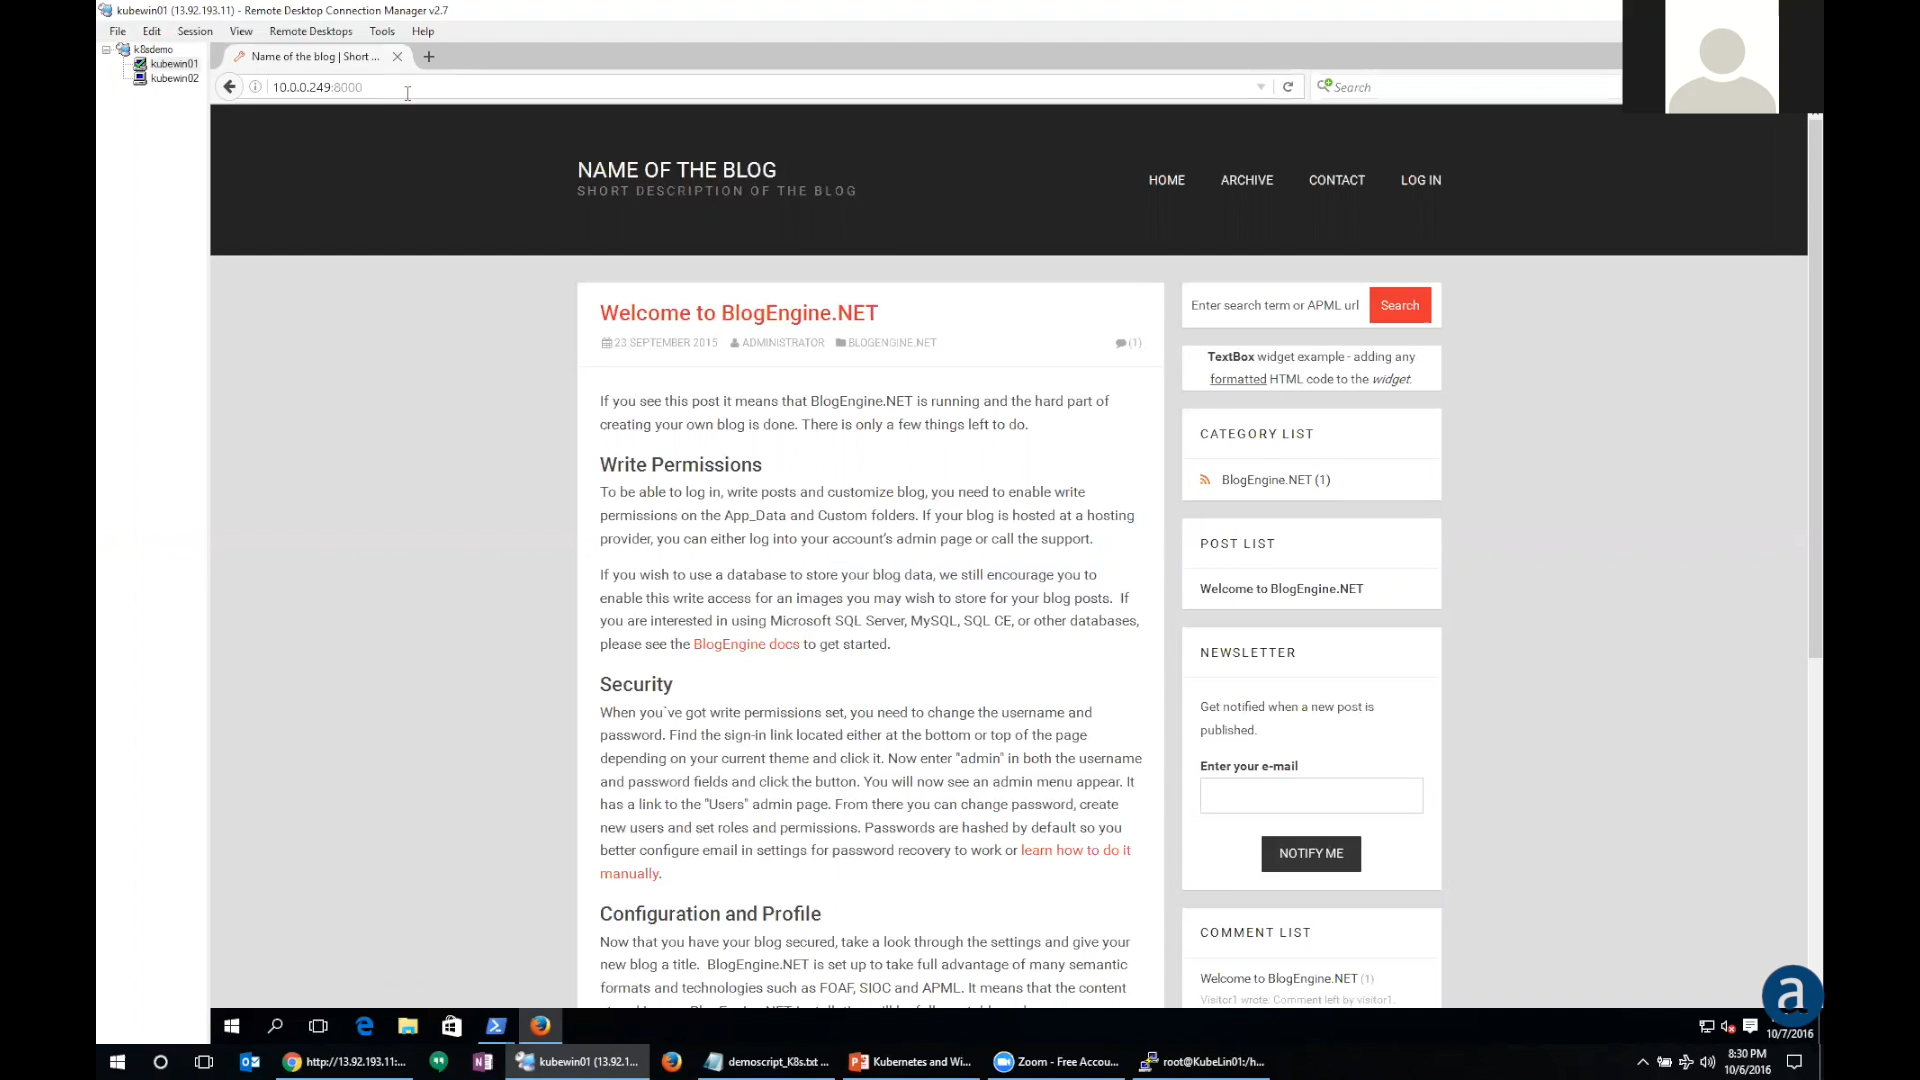 kubewin01 (13.92.193.11) - Remote Desktop Connection Manager v2.7
File Edit Session View Remote Desktops Tools Help
k8sdemo
kubewin01
kubewin02
Name of the blog | Short ...
10.0.0.249:8000
Search
NAME OF THE BLOG
SHORT DESCRIPTION OF THE BLOG
HOME ARCHIVE CONTACT LOG IN
Welcome to BlogEngine.NET
23 SEPTEMBER 2015 ADMINISTRATOR BLOGENGINE.NET (1)
If you see this post it means that BlogEngine.NET is running and the hard part of
creating your own blog is done. There is only a few things left to do.
Write Permissions
To be able to log in, write posts and customize blog, you need to enable write
permissions on the App_Data and Custom folders. If your blog is hosted at a hosting
provider, you can either log into your account's admin page or call the support.
If you wish to use a database to store your blog data, we still encourage you to
enable this write access for an images you may wish to store for your blog posts. If
you are interested in using Microsoft SQL Server, MySQL, SQL CE, or other databases,
please see the BlogEngine docs to get started.
Security
When you`ve got write permissions set, you need to change the username and
password. Find the sign-in link located either at the bottom or top of the page
depending on your current theme and click it. Now enter "admin" in both the username
and password fields and click the button. You will now see an admin menu appear. It
has a link to the "Users" admin page. From there you can change password, create
new users and set roles and permissions. Passwords are hashed by default so you
better configure email in settings for password recovery to work or learn how to do it
manually.
Configuration and Profile
Now that you have your blog secured, take a look through the settings and give your
new blog a title. BlogEngine.NET is set up to take full advantage of many semantic
formats and technologies such as FOAF, SIOC and APML. It means that the content
Enter search term or APML url Search
TextBox widget example - adding any
formatted HTML code to the widget.
CATEGORY LIST
BlogEngine.NET (1)
POST LIST
Welcome to BlogEngine.NET
NEWSLETTER
Get notified when a new post is
published.
Enter your e-mail
NOTIFY ME
COMMENT LIST
Welcome to BlogEngine.NET (1)
Visitor1 wrote: Comment left by visitor1.
a
10/7/2016
http://13.92.193.11:... kubewin01 (13.92.1... demoscript_K8s.txt ... Kubernetes and Wi... Zoom - Free Accou... root@KubeLin01:/h...
8:30 PM
10/6/2016